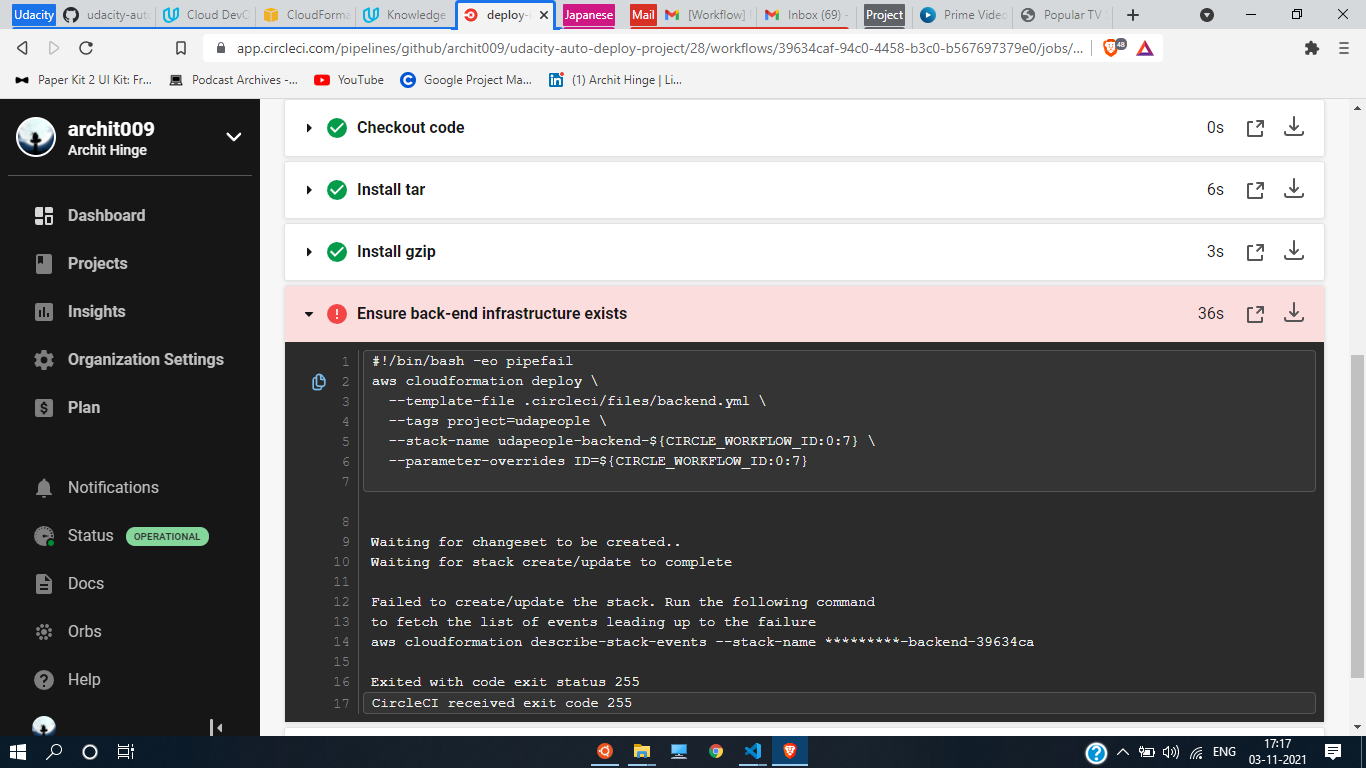 Udacity
udacity-auto
Cloud DevO
CloudForma
Knowledge
deploy-
Japanese
Mail
[Workflow]
Inbox (69) -
Project
Prime Video
Popular TV
app.circleci.com/pipelines/github/archit009/udacity-auto-deploy-project/28/workflows/39634caf-94c0-4458-b3c0-b567697379e0/jobs/...
48
Paper Kit 2 UI Kit: Fr...
Podcast Archives -...
YouTube
Google Project Ma...
(1) Archit Hinge | Li...
archit009
Archit Hinge
Dashboard
Projects
Insights
Organization Settings
Plan
Notifications
Status OPERATIONAL
Docs
Orbs
Help
Checkout code 0s
Install tar 6s
Install gzip 3s
Ensure back-end infrastructure exists 36s
1 #!/bin/bash -eo pipefail
2 aws cloudformation deploy \
3 --template-file .circleci/files/backend.yml \
4 --tags project=udapeople \
5 --stack-name udapeople-backend-${CIRCLE_WORKFLOW_ID:0:7} \
6 --parameter-overrides ID=${CIRCLE_WORKFLOW_ID:0:7}
7
8
9 Waiting for changeset to be created..
10 Waiting for stack create/update to complete
11
12 Failed to create/update the stack. Run the following command
13 to fetch the list of events leading up to the failure
14 aws cloudformation describe-stack-events --stack-name *********-backend-39634ca
15
16 Exited with code exit status 255
17 CircleCI received exit code 255
ENG
17:17
03-11-2021